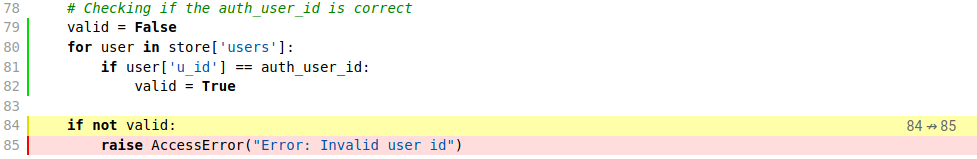 78 # Checking if the auth_user_id is correct
79 valid = False
80 for user in store['users']:
81 if user['u_id'] == auth_user_id:
82 valid = True
83
84 if not valid: 84 ↛ 85
85 raise AccessError("Error: Invalid user id")